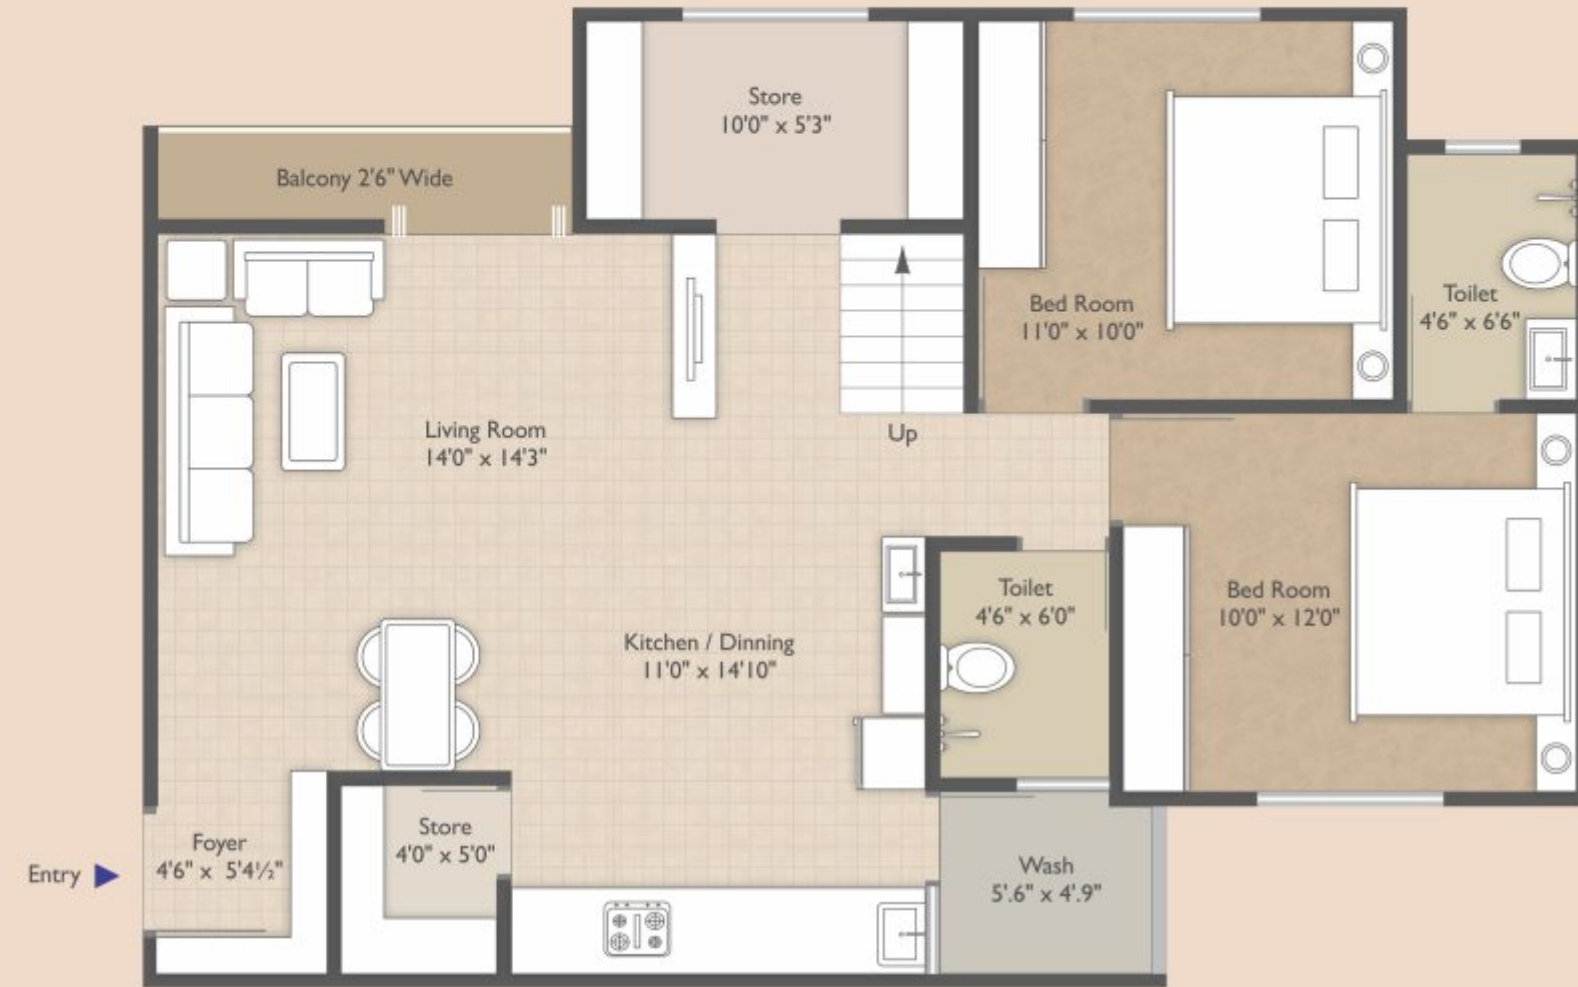 Store
10'0" x 5'3"
Balcony 2'6" Wide
Bed Room
11'0" x 10'0"
Toilet
4'6" x 6'6"
Living Room
14'0" x 14'3"
Up
Toilet
4'6" x 6'0"
Bed Room
10'0" x 12'0"
Kitchen / Dinning
11'0" x 14'10"
Store
4'0" x 5'0"
Foyer
4'6" x 5'4½"
Entry
Wash
5'.6" x 4'.9"